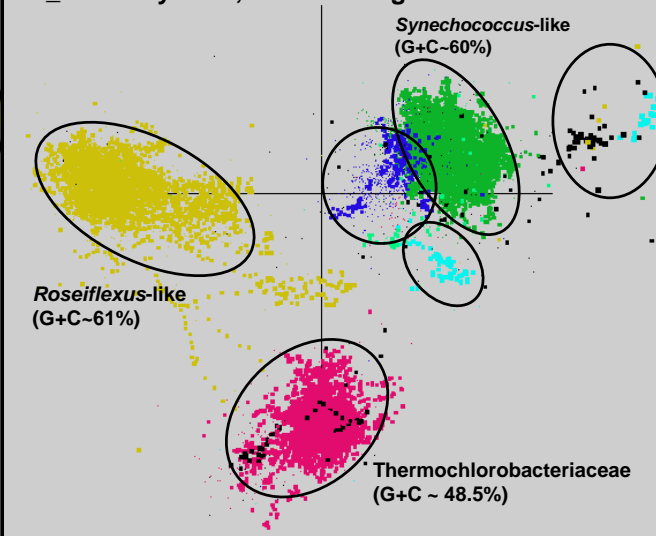 Synechococcus-like
(G+C~60%)
Roseiflexus-like
(G+C~61%)
Thermochlorobacteriaceae
(G+C ~ 48.5%)